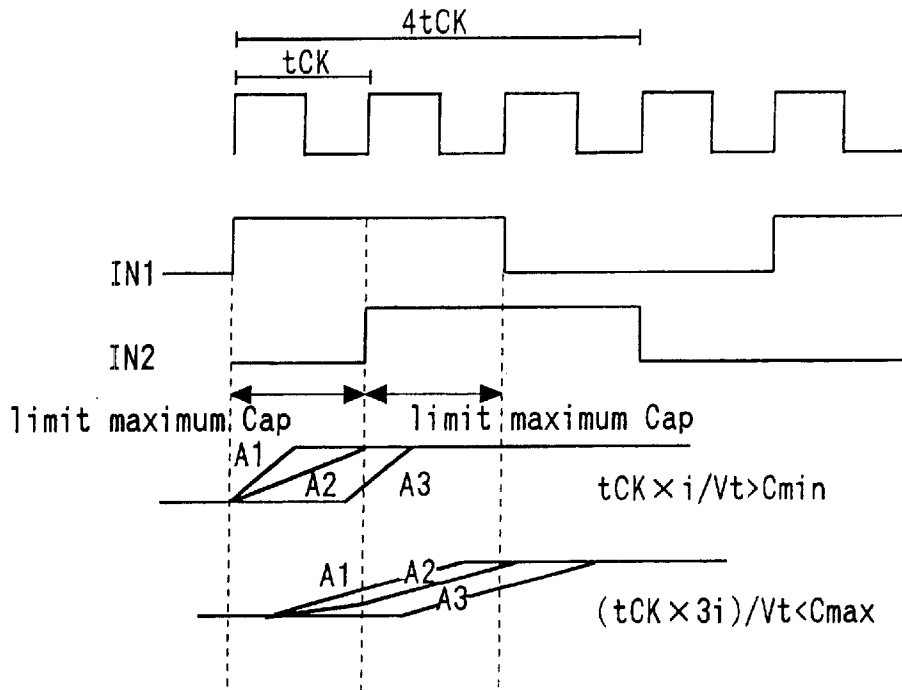 4tCK
tCK
IN1
IN2
limit maximum Cap limit maximum Cap
A1
A2 A3
tCK×i/Vt>Cmin
A1 A2
A3
(tCK×3i)/Vt<Cmax